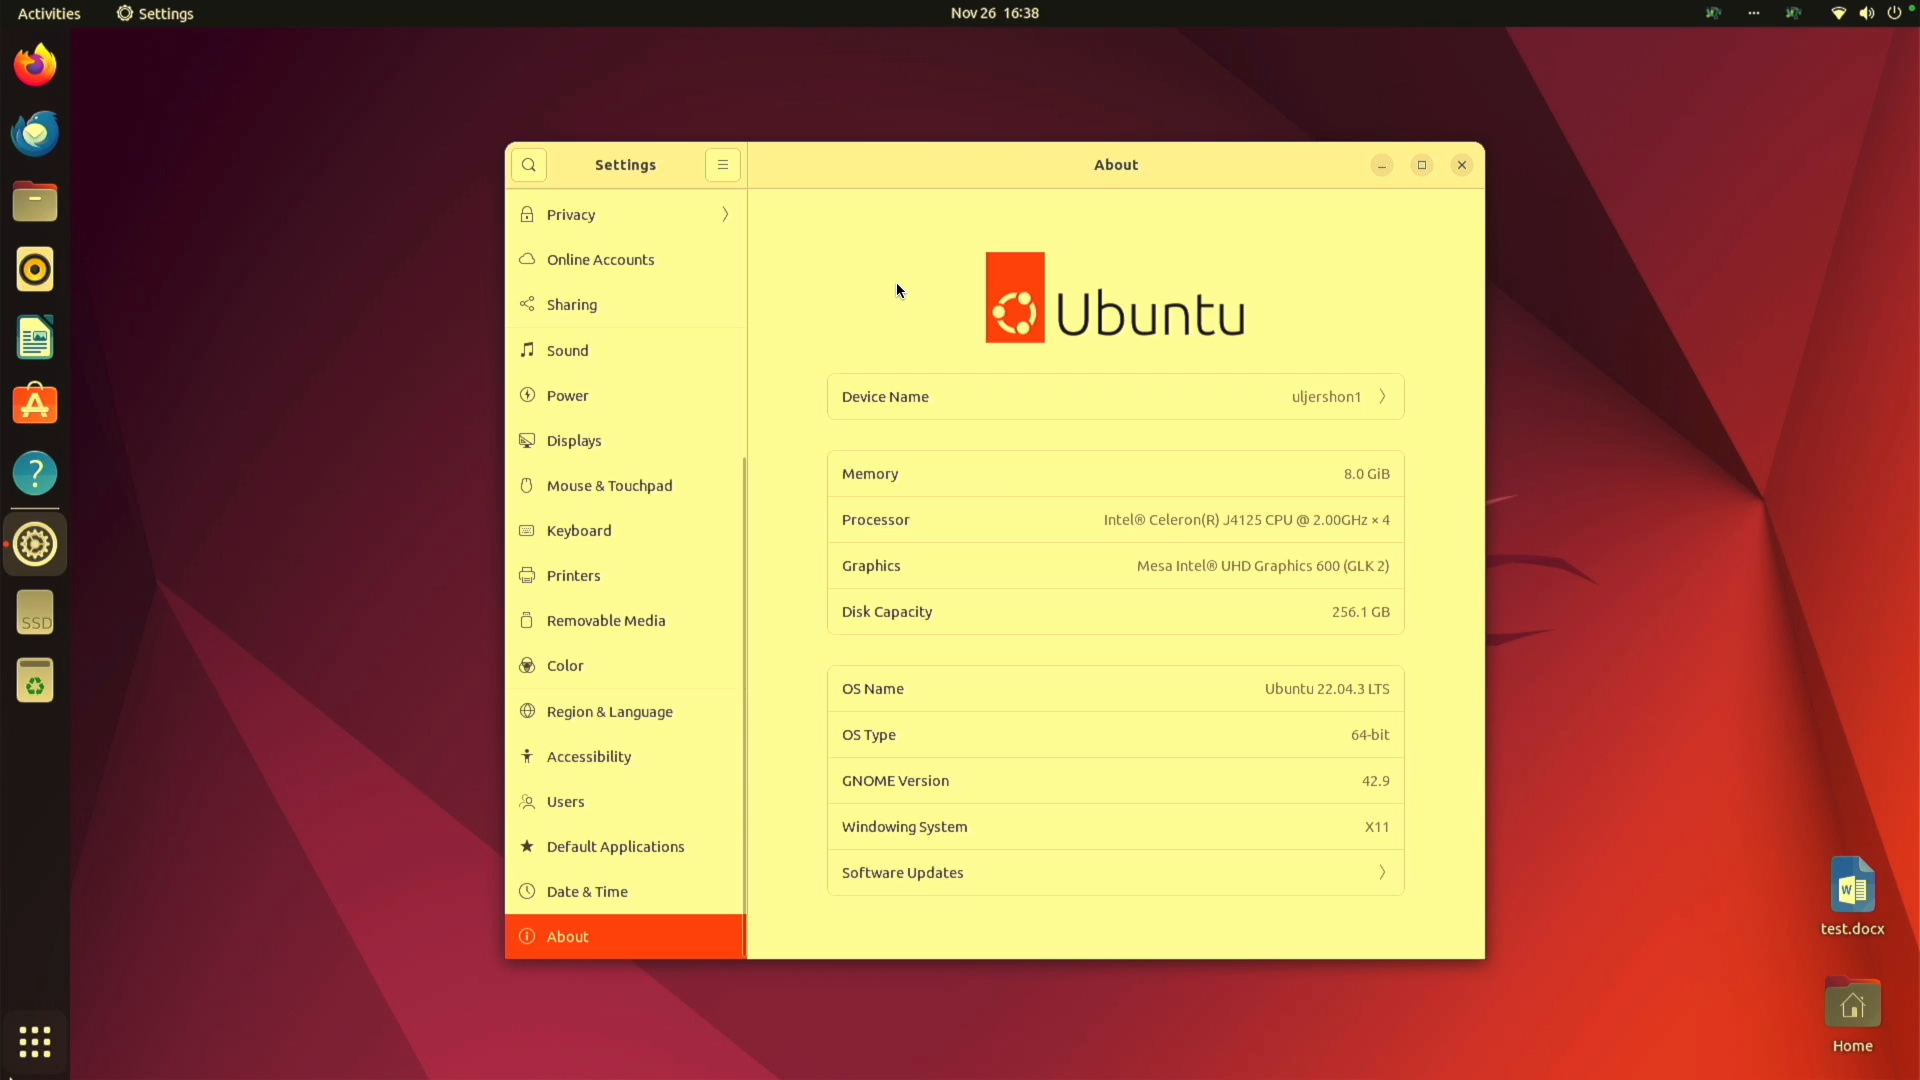 Activities Settings Nov 26 16:38
Settings About
Privacy
Online Accounts
Sharing
Sound
Power
Displays
Mouse & Touchpad
Keyboard
Printers
Removable Media
Color
Region & Language
Accessibility
Users
Default Applications
Date & Time
About
Ubuntu
Device Name uljershon1
Memory 8.0 GiB
Processor Intel® Celeron(R) J4125 CPU @ 2.00GHz × 4
Graphics Mesa Intel® UHD Graphics 600 (GLK 2)
Disk Capacity 256.1 GB
OS Name Ubuntu 22.04.3 LTS
OS Type 64-bit
GNOME Version 42.9
Windowing System X11
Software Updates
SSD
W
test.docx
Home